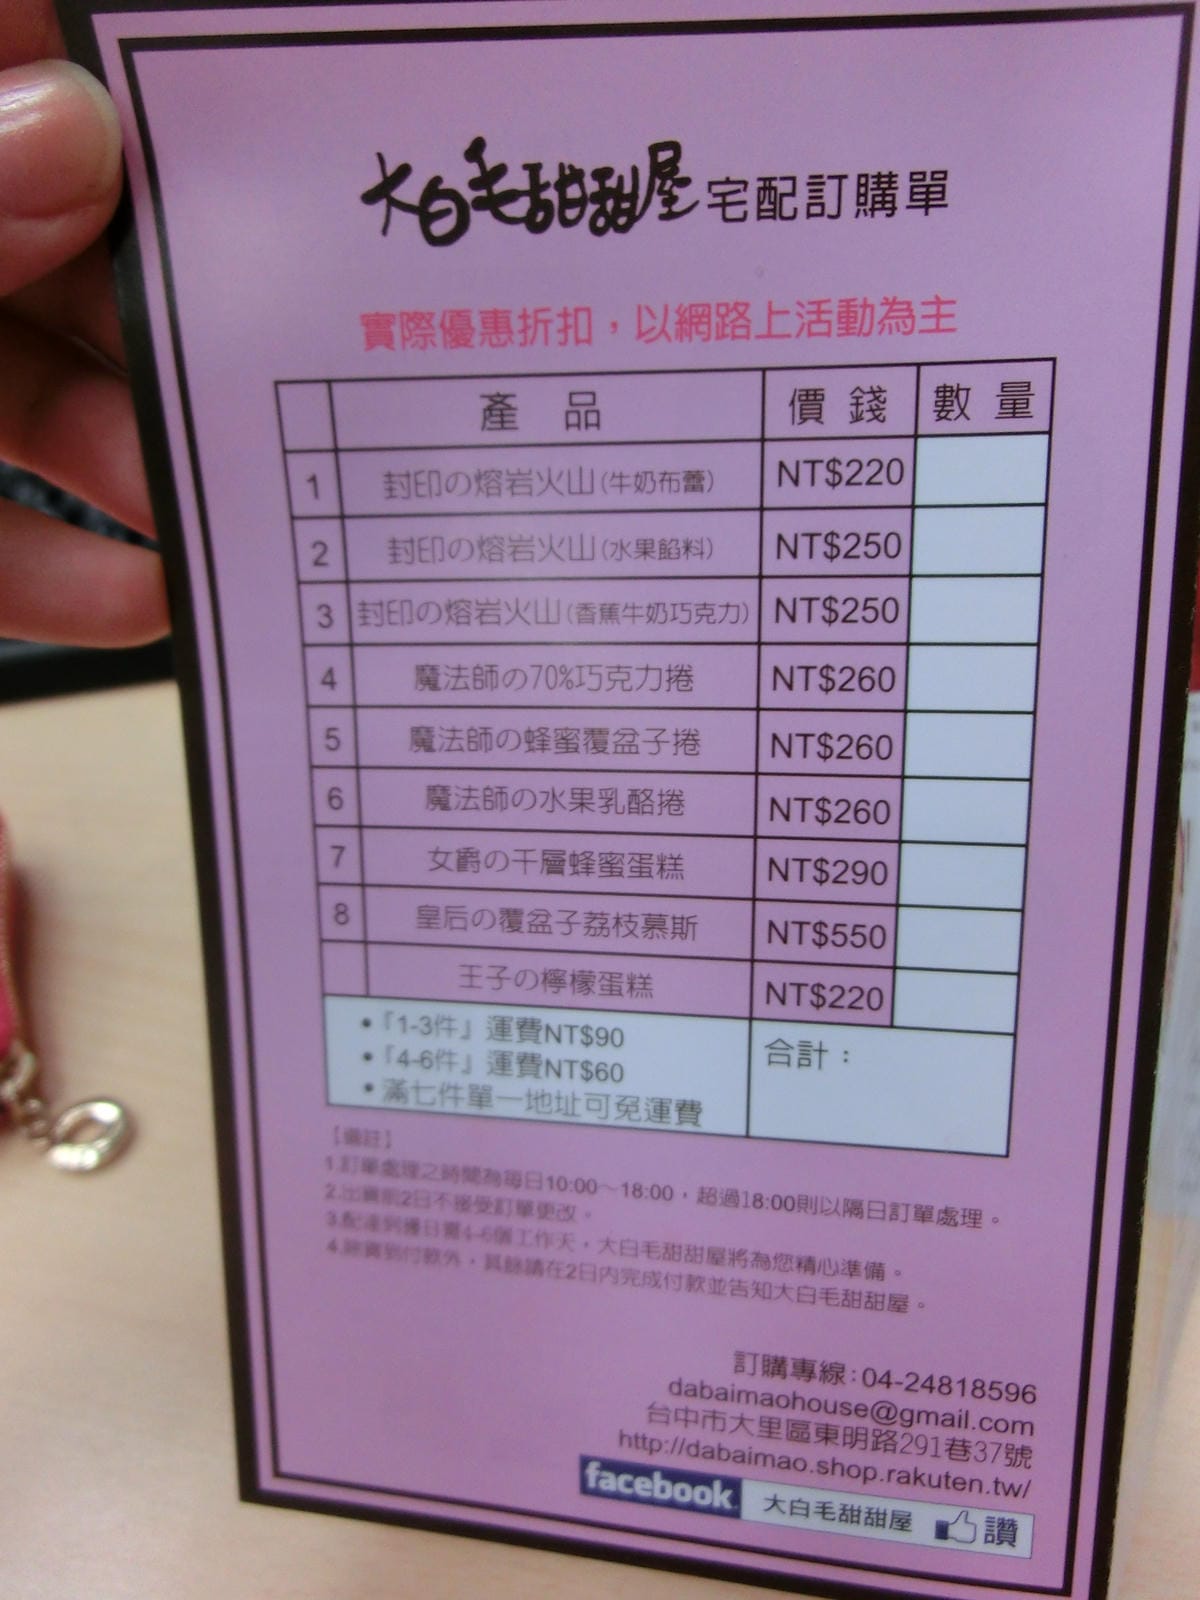 大白毛甜甜屋 宅配訂購單
實際優惠折扣，以網路上活動為主
產 品 價 錢 數 量
1 封印の熔岩火山(牛奶布蕾) NT$220
2 封印の熔岩火山(水果餡料) NT$250
3 封印の熔岩火山(香蕉牛奶巧克力) NT$250
4 魔法師の70%巧克力捲 NT$260
5 魔法師の蜂蜜覆盆子捲 NT$260
6 魔法師の水果乳酪捲 NT$260
7 女爵の千層蜂蜜蛋糕 NT$290
8 皇后の覆盆子荔枝慕斯 NT$550
王子の檸檬蛋糕 NT$220
•「1-3件」運費NT$90
•「4-6件」運費NT$60
•滿七件單一地址可免運費
合計：
【備註】
1.訂單處理之時間為每日10:00～18:00，超過18:00則以隔日訂單處理。
2.出貨前2日不接受訂單更改。
3.配達到接日需4-6個工作天，大白毛甜甜屋將為您精心準備。
4.除貨到付款外，其餘請在2日內完成付款並告知大白毛甜甜屋。
訂購專線:04-24818596
dabaimaohouse@gmail.com
台中市大里區東明路291巷37號
http://dabaimao.shop.rakuten.tw/
facebook 大白毛甜甜屋 讚